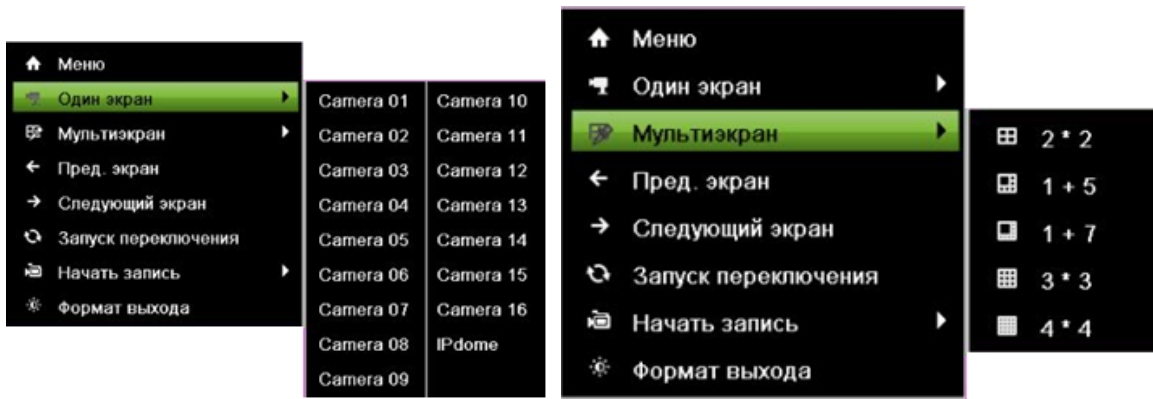 Меню
Один экран
Мультиэкран
Пред. экран
Следующий экран
Запуск переключения
Начать запись
Формат выхода
Camera 01
Camera 02
Camera 03
Camera 04
Camera 05
Camera 06
Camera 07
Camera 08
Camera 09
Camera 10
Camera 11
Camera 12
Camera 13
Camera 14
Camera 15
Camera 16
IPdome
Меню
Один экран
Мультиэкран
Пред. экран
Следующий экран
Запуск переключения
Начать запись
Формат выхода
2 * 2
1 + 5
1 + 7
3 * 3
4 * 4